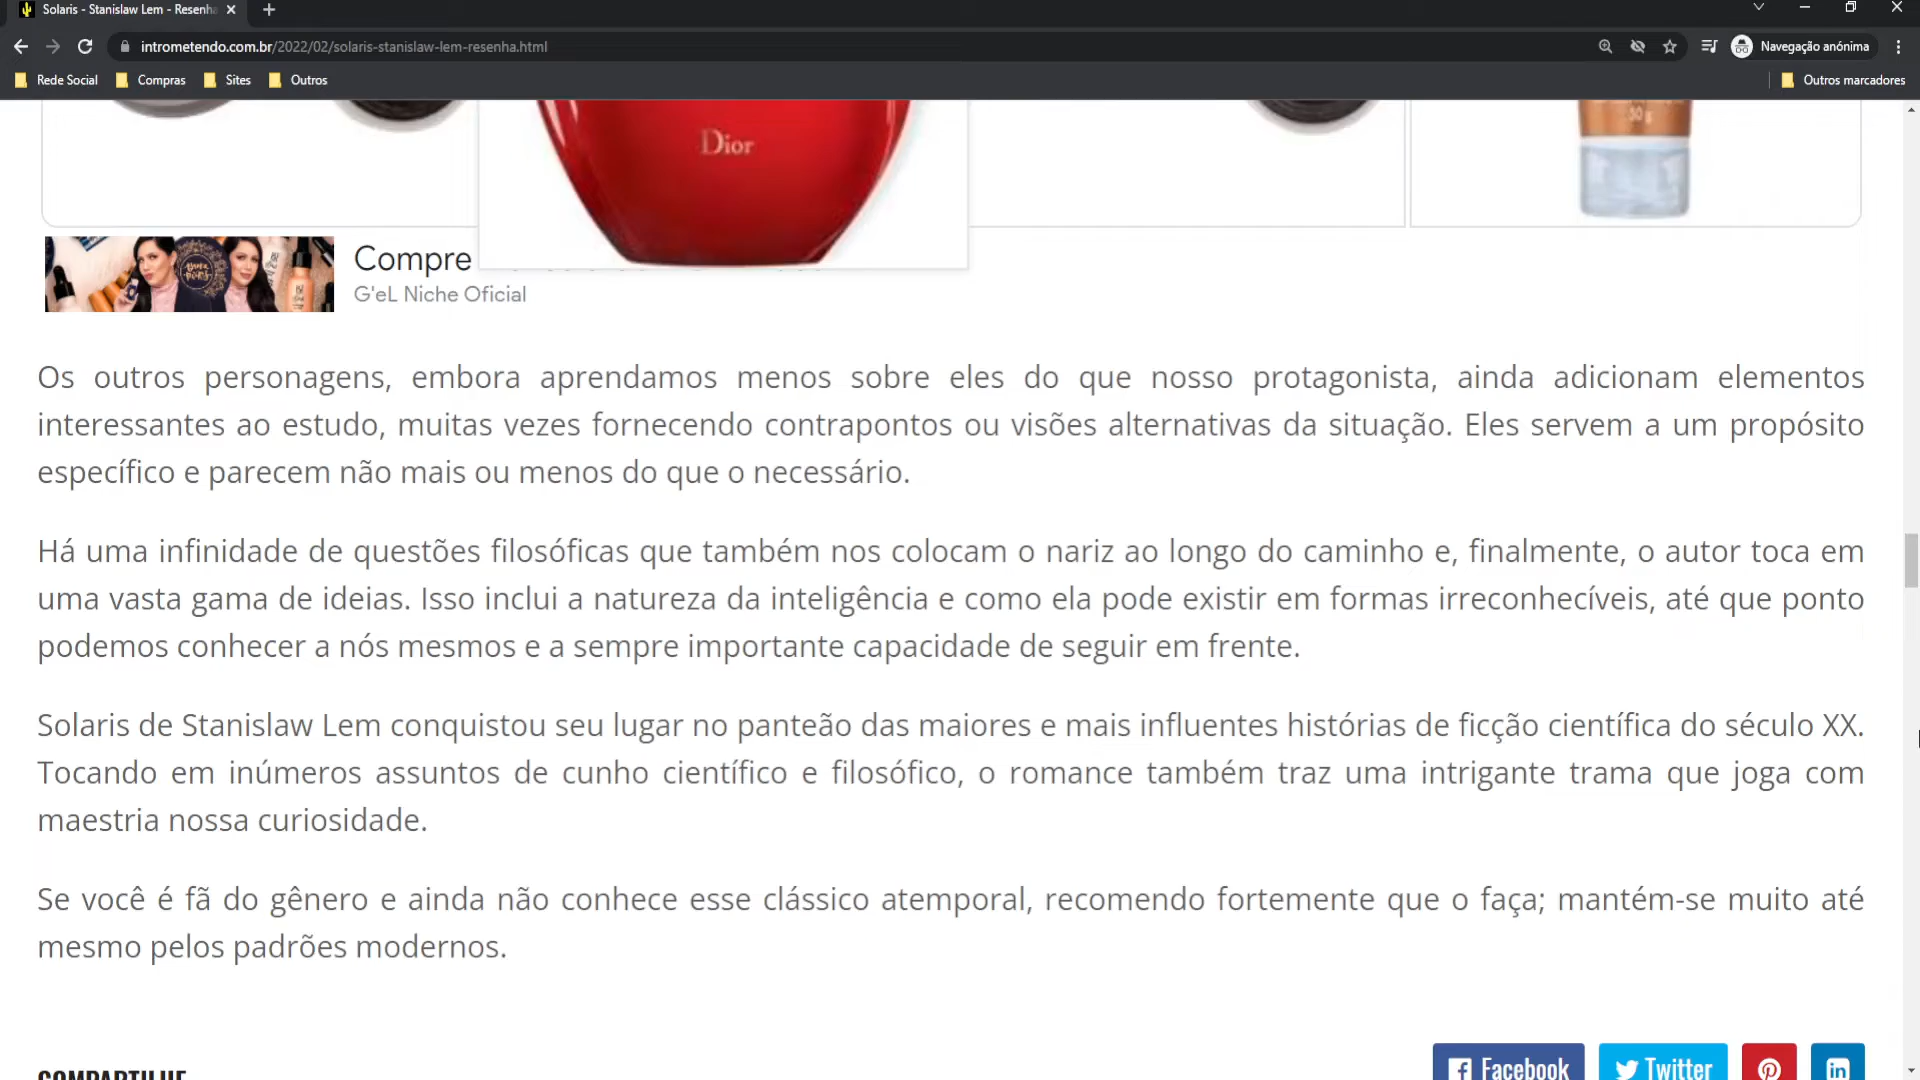 Solaris - Stanislaw Lem - Resenha
intrometendo.com.br/2022/02/solaris-stanislaw-lem-resenha.html
Navegação anónima
Rede Social
Compras
Sites
Outros
Outros marcadores
Dior
30 g
Compre
G'eL Niche Oficial
Os outros personagens, embora aprendamos menos sobre eles do que nosso protagonista, ainda adicionam elementos
interessantes ao estudo, muitas vezes fornecendo contrapontos ou visões alternativas da situação. Eles servem a um propósito
específico e parecem não mais ou menos do que o necessário.
Há uma infinidade de questões filosóficas que também nos colocam o nariz ao longo do caminho e, finalmente, o autor toca em
uma vasta gama de ideias. Isso inclui a natureza da inteligência e como ela pode existir em formas irreconhecíveis, até que ponto
podemos conhecer a nós mesmos e a sempre importante capacidade de seguir em frente.
Solaris de Stanislaw Lem conquistou seu lugar no panteão das maiores e mais influentes histórias de ficção científica do século XX.
Tocando em inúmeros assuntos de cunho científico e filosófico, o romance também traz uma intrigante trama que joga com
maestria nossa curiosidade.
Se você é fã do gênero e ainda não conhece esse clássico atemporal, recomendo fortemente que o faça; mantém-se muito até
mesmo pelos padrões modernos.
COMPARTILHE
Facebook
Twitter